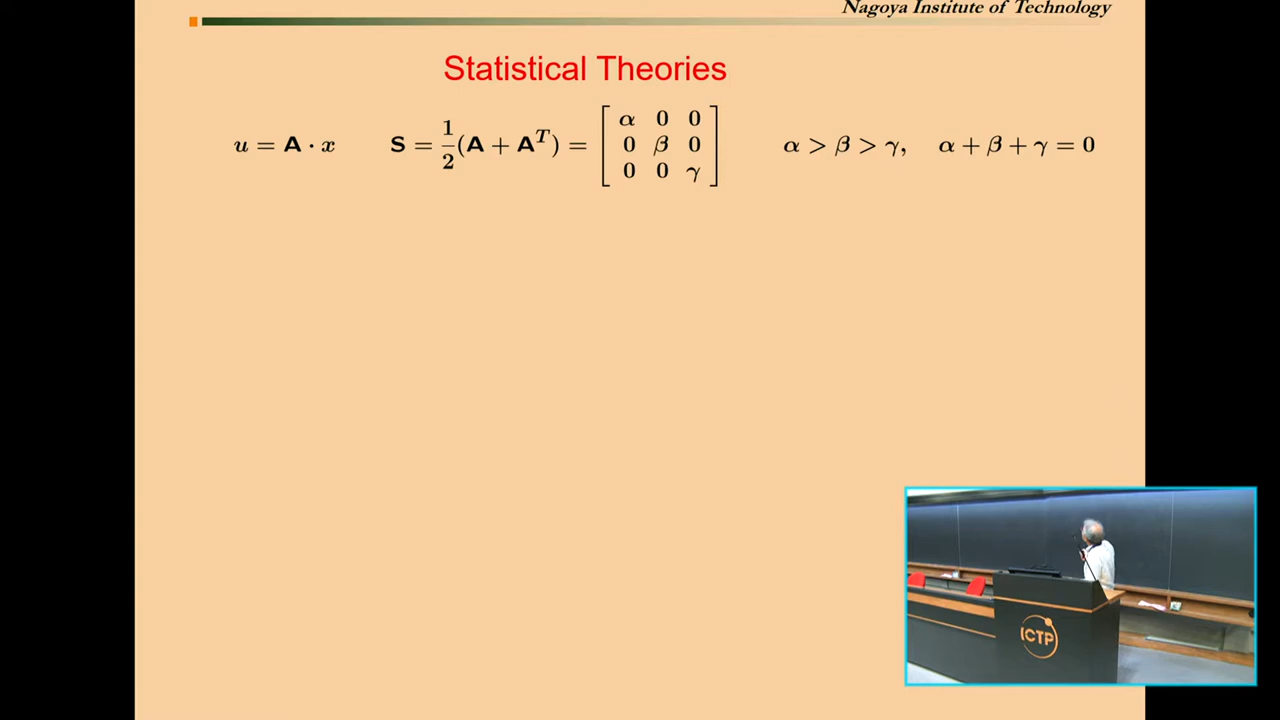 Nagoya Institute of Technology
Statistical Theories
u = A · x S = 1/2 (A + A^T) = [ α 0 0 ; 0 β 0 ; 0 0 γ ] α > β > γ, α + β + γ = 0
ICTP